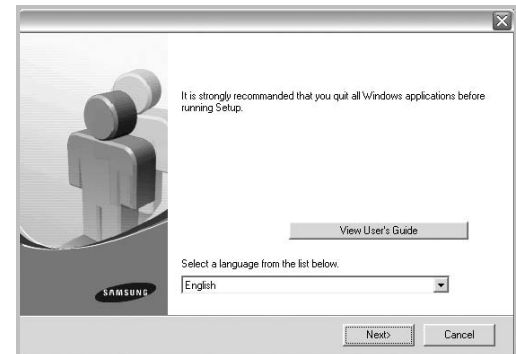 It is strongly recommanded that you quit all Windows applications before
running Setup.
View User's Guide
Select a language from the list below.
English
SAMSUNG
Next>
Cancel